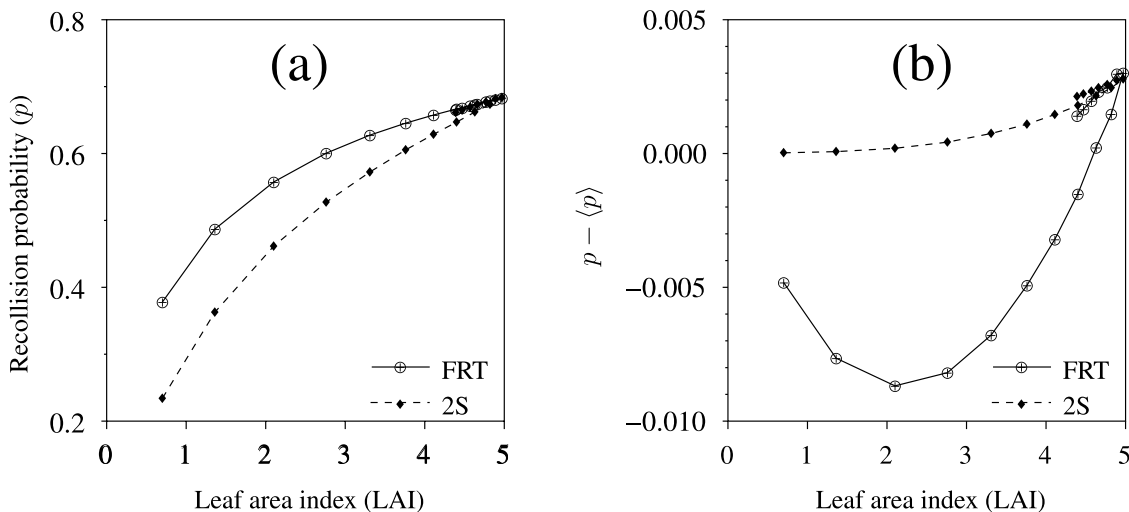 0.8
(a)
0.6
Recollision probability (p)
0.4
FRT
2S
0.2
0 1 2 3 4 5
Leaf area index (LAI)
0.005
(b)
0.000
p − ⟨p⟩
−0.005
FRT
2S
−0.010
0 1 2 3 4 5
Leaf area index (LAI)